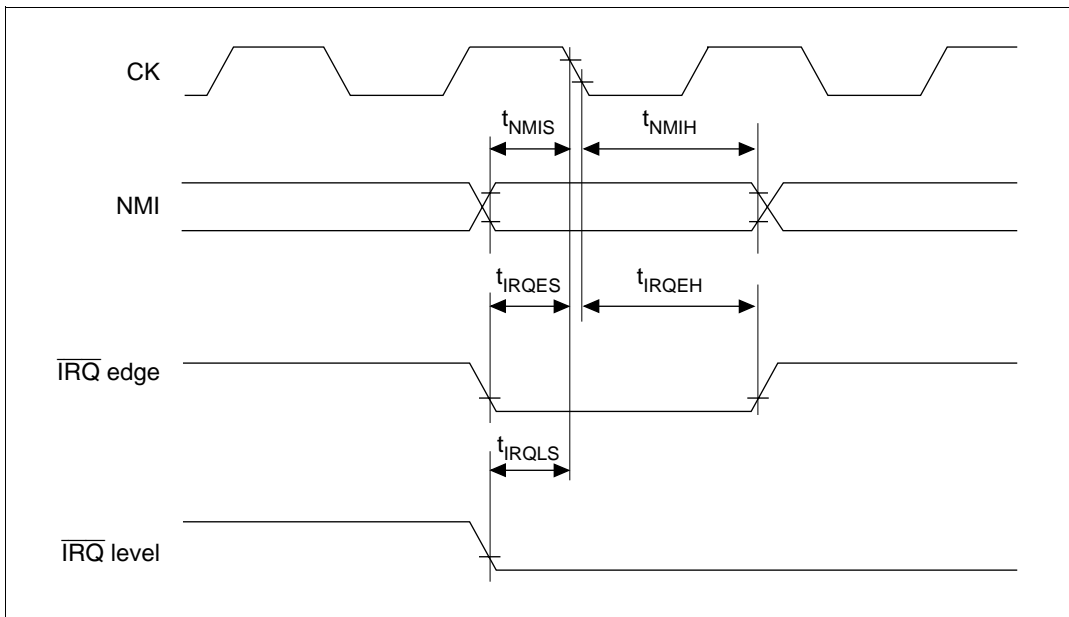 CK
tNMIS
tNMIH
NMI
tIRQES
tIRQEH
IRQ edge
tIRQLS
IRQ level